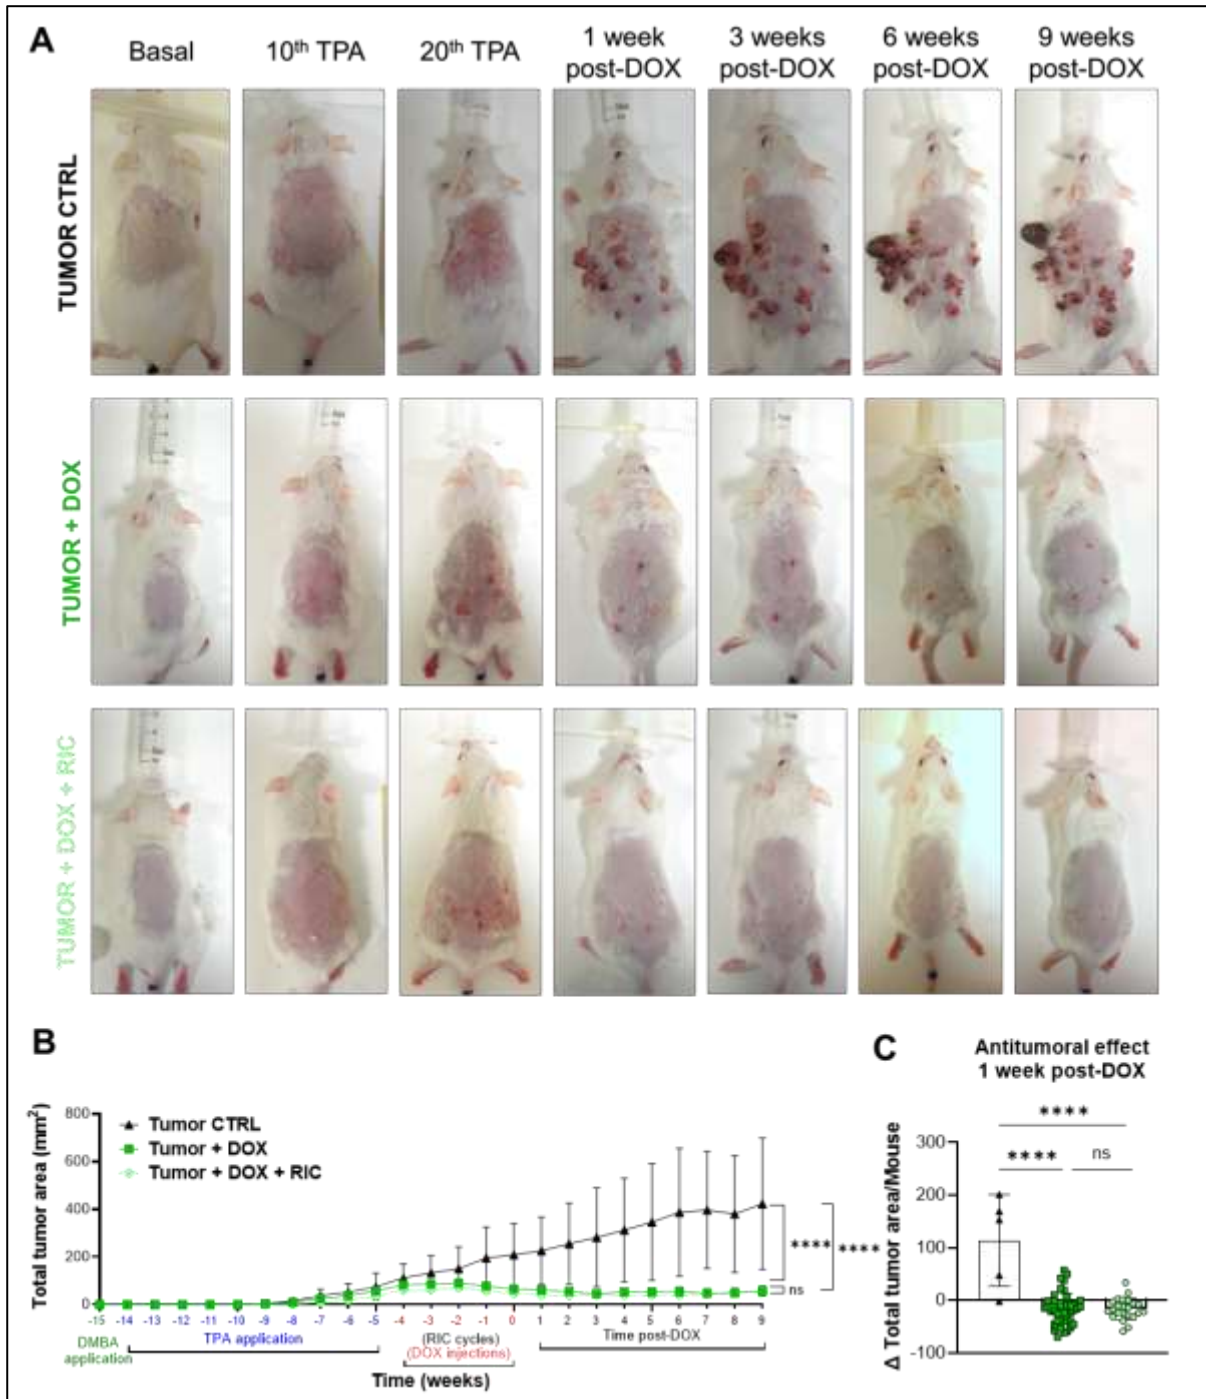 A
Basal
10th TPA
20th TPA
1 week
post-DOX
3 weeks
post-DOX
6 weeks
post-DOX
9 weeks
post-DOX
TUMOR CTRL
TUMOR + DOX
TUMOR + DOX + RIC
B
Total tumor area (mm2)
800
600
400
200
0
Tumor CTRL
Tumor + DOX
Tumor + DOX + RIC
**** ****
ns
-15 -14 -13 -12 -11 -10 -9 -8 -7 -6 -5 -4 -3 -2 -1 0 1 2 3 4 5 6 7 8 9
DMBA
application
TPA application
(RIC cycles)
(DOX injections)
Time post-DOX
Time (weeks)
C
Antitumoral effect
1 week post-DOX
Δ Total tumor area/Mouse
300
200
100
0
-100
****
**** ns